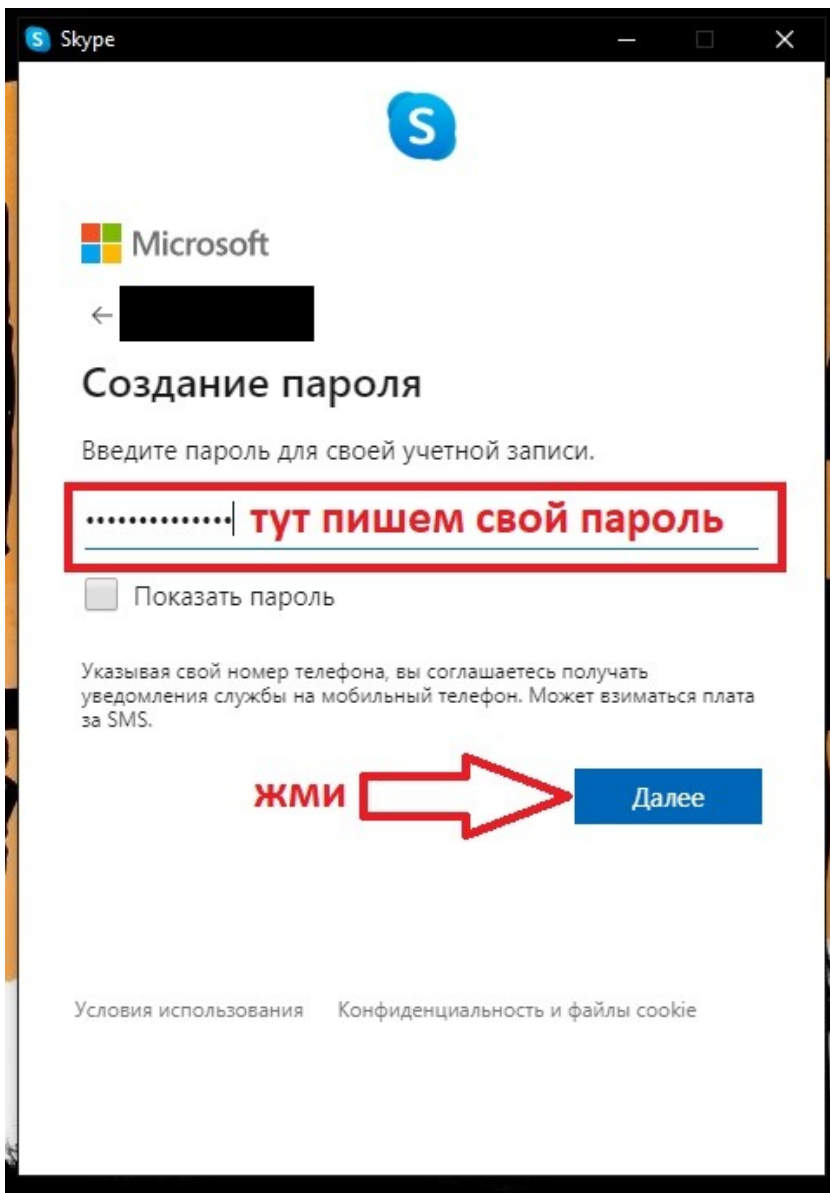 Skype
Microsoft
Создание пароля
Введите пароль для своей учетной записи.
•••••••••••••• тут пишем свой пароль
Показать пароль
Указывая свой номер телефона, вы соглашаетесь получать
уведомления службы на мобильный телефон. Может взиматься плата
за SMS.
жми Далее
Условия использования Конфиденциальность и файлы cookie